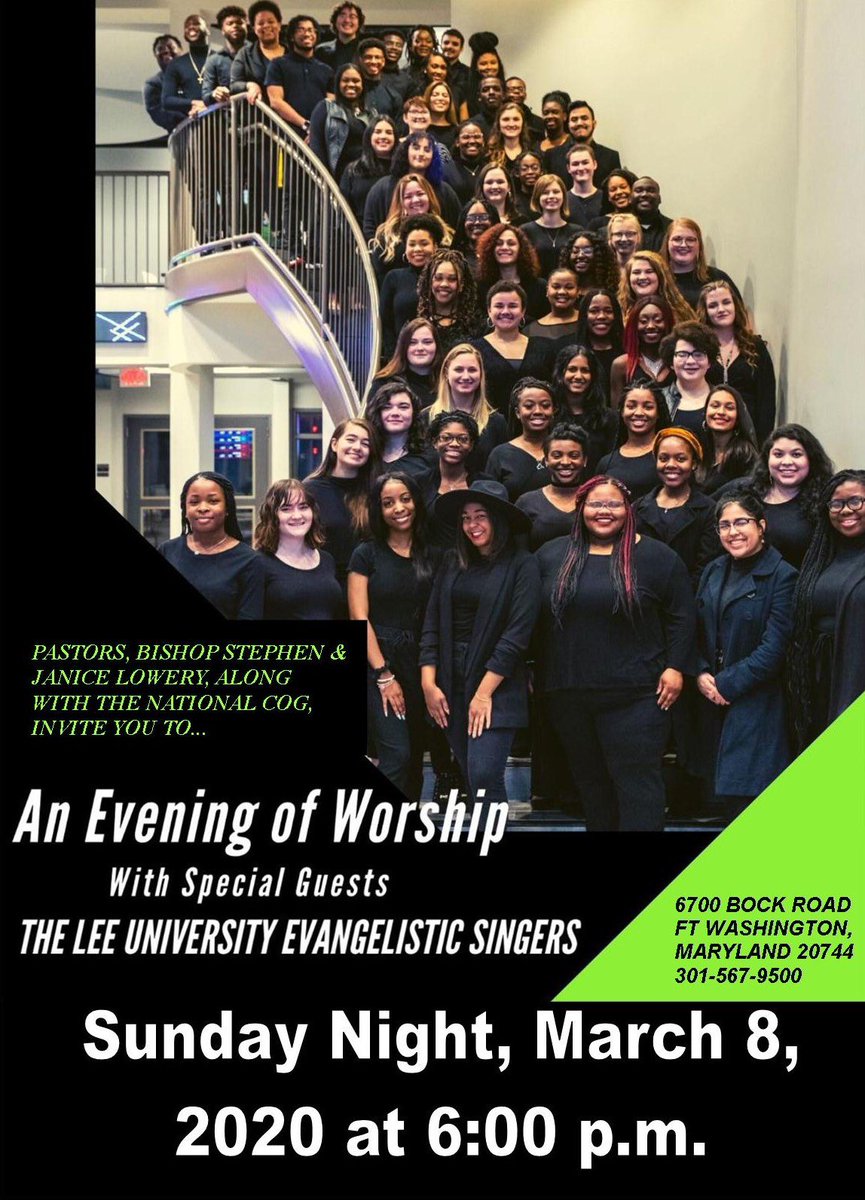 PASTORS, BISHOP STEPHEN &
JANICE LOWERY, ALONG
WITH THE NATIONAL COG,
INVITE YOU TO...
An Evening of Worship
With Special Guests
THE LEE UNIVERSITY EVANGELISTIC SINGERS
6700 BOCK ROAD
FT WASHINGTON,
MARYLAND 20744
301-567-9500
Sunday Night, March 8,
2020 at 6:00 p.m.